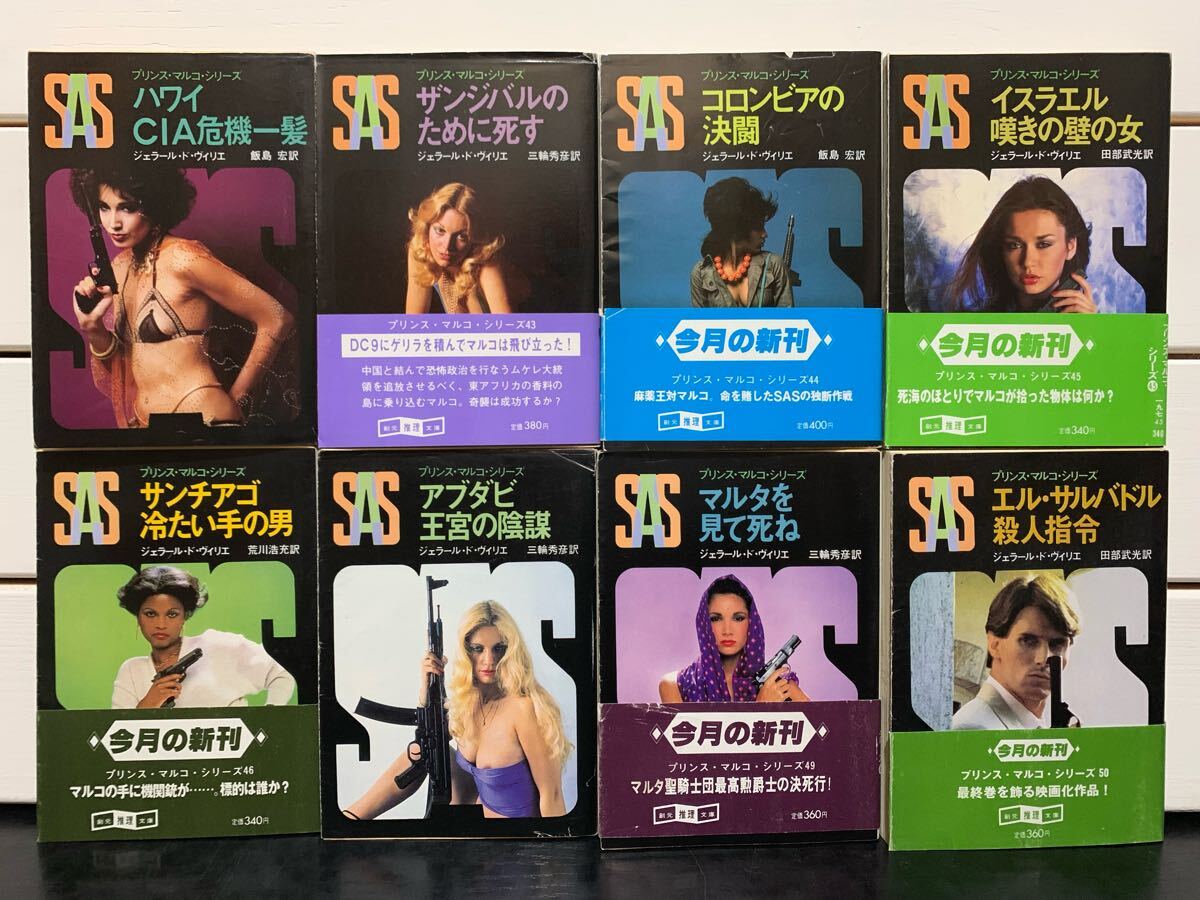 SAS
プリンス・マルコ・シリーズ
ハワイ
CIA危機一髪
ジェラール・ド・ヴィリエ 飯島 宏訳
SAS
プリンス・マルコ・シリーズ
ザンジバルの
ために死す
ジェラール・ド・ヴィリエ 三輪秀彦訳
プリンス・マルコ・シリーズ43
DC9にゲリラを積んでマルコは飛び立った!
中国と結んで恐怖政治を行なうムケレ大統
領を追放させるべく、東アフリカの香料の
島に乗り込むマルコ。奇襲は成功するか?
創元 推理 文庫 定価380円
SAS
プリンス・マルコ・シリーズ
コロンビアの
決闘
ジェラール・ド・ヴィリエ 飯島 宏訳
今月の新刊
プリンス・マルコ・シリーズ44
麻薬王対マルコ。命を賭したSASの独断作戦
創元 推理 文庫 定価400円
SAS
プリンス・マルコ・シリーズ
イスラエル
嘆きの壁の女
ジェラール・ド・ヴィリエ 田部武光訳
今月の新刊
プリンス・マルコ・シリーズ45
死海のほとりでマルコが拾った物体は何か?
創元 推理 文庫 定価340円
シリーズ45
340
SAS
プリンス・マルコ・シリーズ
サンチアゴ
冷たい手の男
ジェラール・ド・ヴィリエ 荒川浩充訳
今月の新刊
プリンス・マルコ・シリーズ46
マルコの手に機関銃が……。標的は誰か?
創元 推理 文庫 定価340円
SAS
プリンス・マルコ・シリーズ
アブダビ
王宮の陰謀
ジェラール・ド・ヴィリエ 三輪秀彦訳
SAS
プリンス・マルコ・シリーズ
マルタを
見て死ね
ジェラール・ド・ヴィリエ 三輪秀彦訳
今月の新刊
プリンス・マルコ・シリーズ49
マルタ聖騎士団最高勲爵士の決死行!
創元 推理 文庫 定価360円
SAS
プリンス・マルコ・シリーズ
エル・サルバドル
殺人指令
ジェラール・ド・ヴィリエ 田部武光訳
今月の新刊
プリンス・マルコ・シリーズ 50
最終巻を飾る映画化作品!
創元 推理 文庫
定価360円